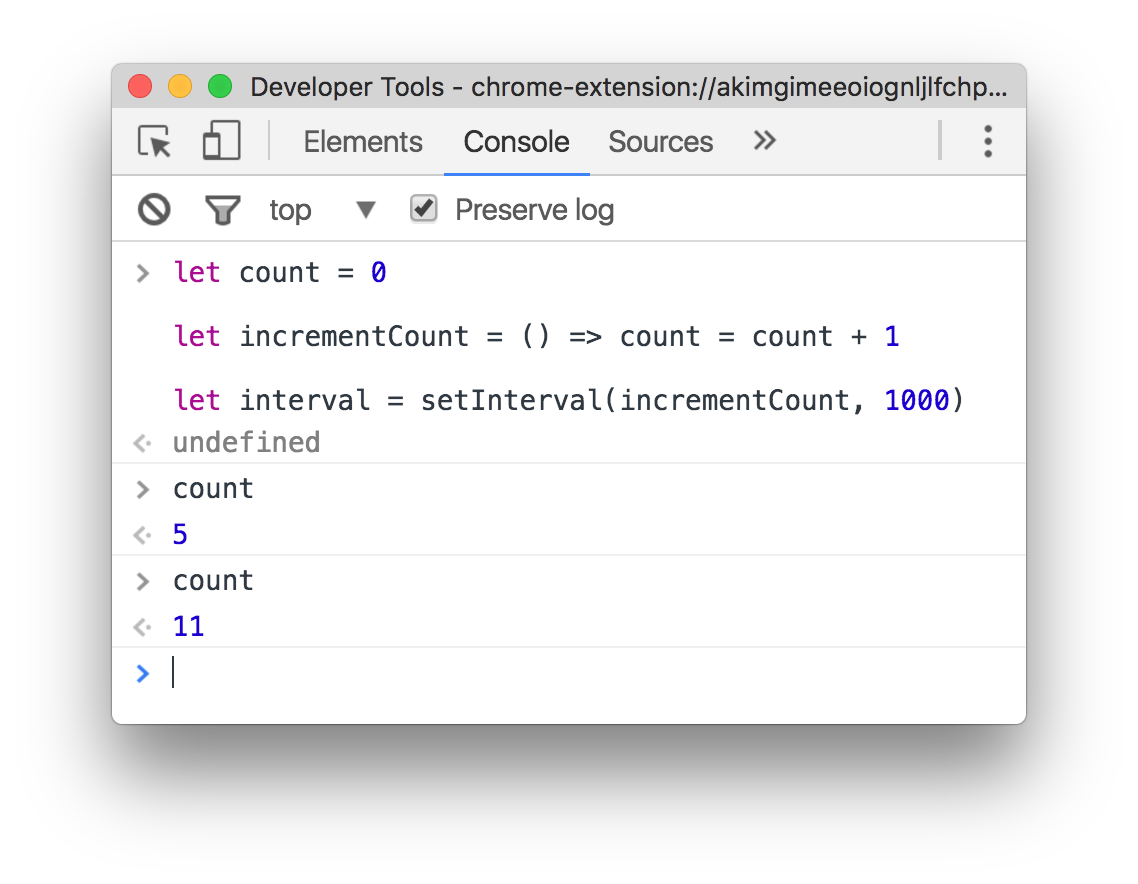 Developer Tools - chrome-extension://akimgimeeoiognljlfchp...
Elements Console Sources
top Preserve log
let count = 0
let incrementCount = () => count = count + 1
let interval = setInterval(incrementCount, 1000)
undefined
count
5
count
11